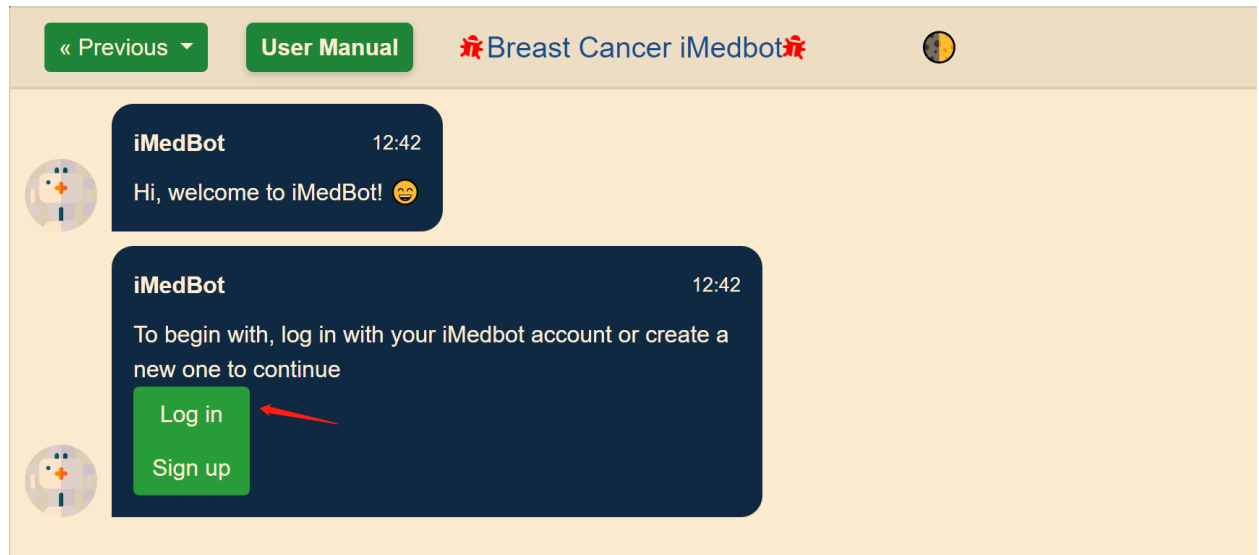 « Previous
User Manual
Breast Cancer iMedbot
iMedBot 12:42
Hi, welcome to iMedBot! 😄
iMedBot 12:42
To begin with, log in with your iMedbot account or create a
new one to continue
Log in
Sign up